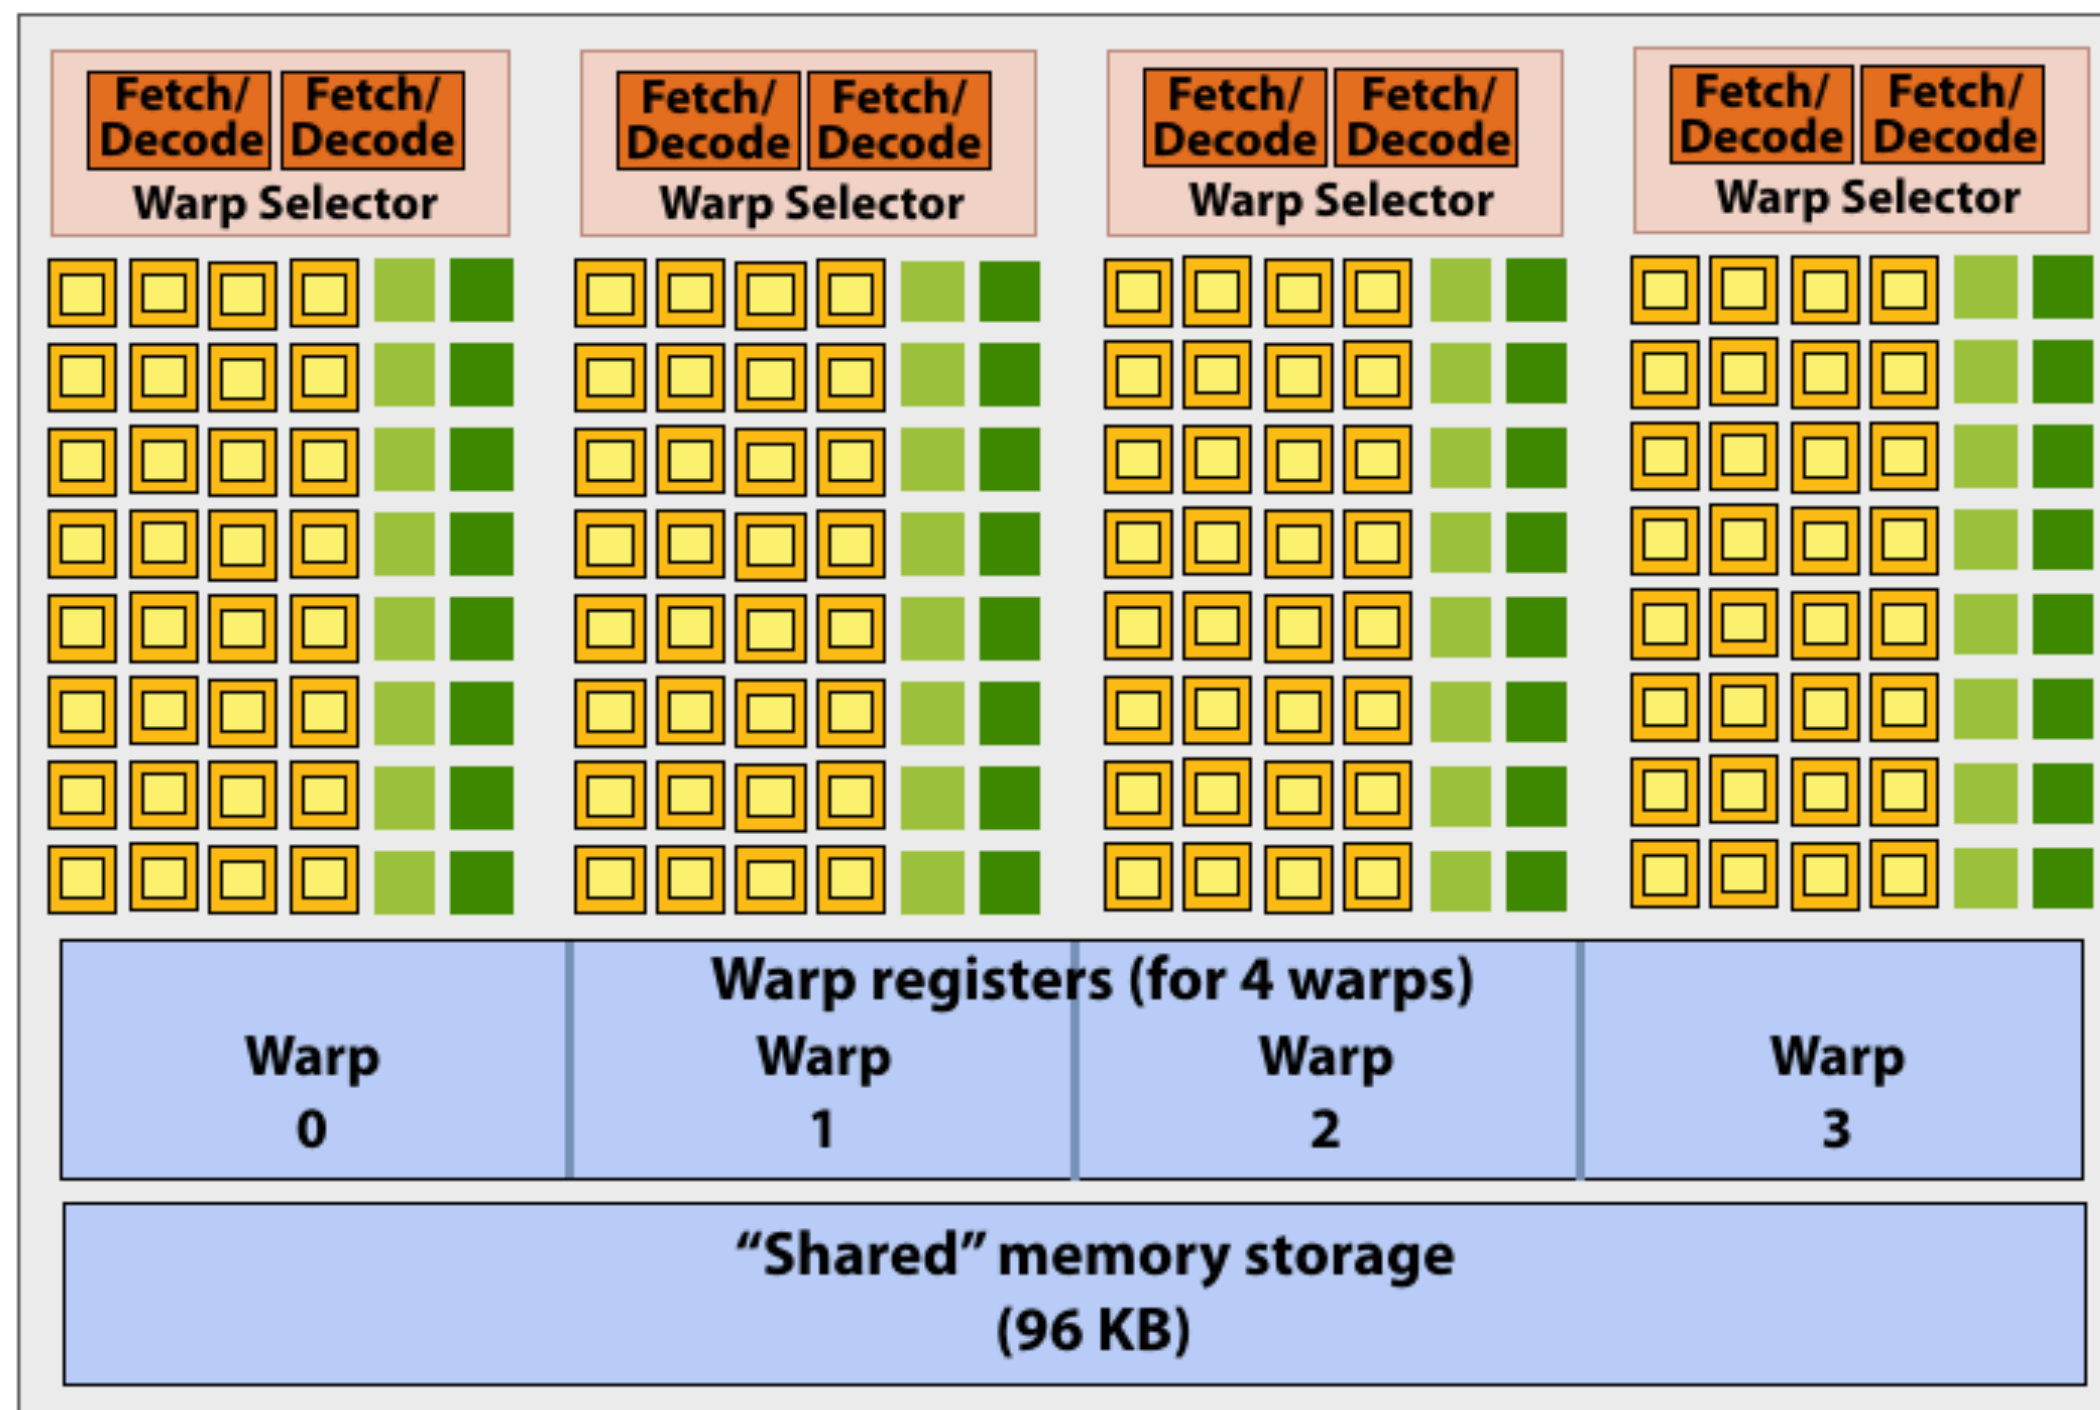 Fetch/ Decode
Fetch/ Decode
Warp Selector
Fetch/ Decode
Fetch/ Decode
Warp Selector
Fetch/ Decode
Fetch/ Decode
Warp Selector
Fetch/ Decode
Fetch/ Decode
Warp Selector
Warp registers (for 4 warps)
Warp
0
Warp
1
Warp
2
Warp
3
“Shared” memory storage
(96 KB)